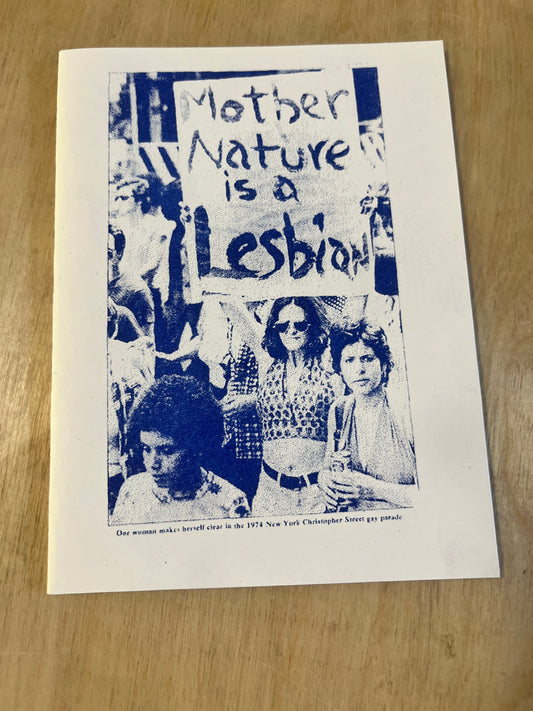 Mother
Nature
is a
Lesbian
One woman makes herself clear in the 1974 New York Christopher Street gay parade.